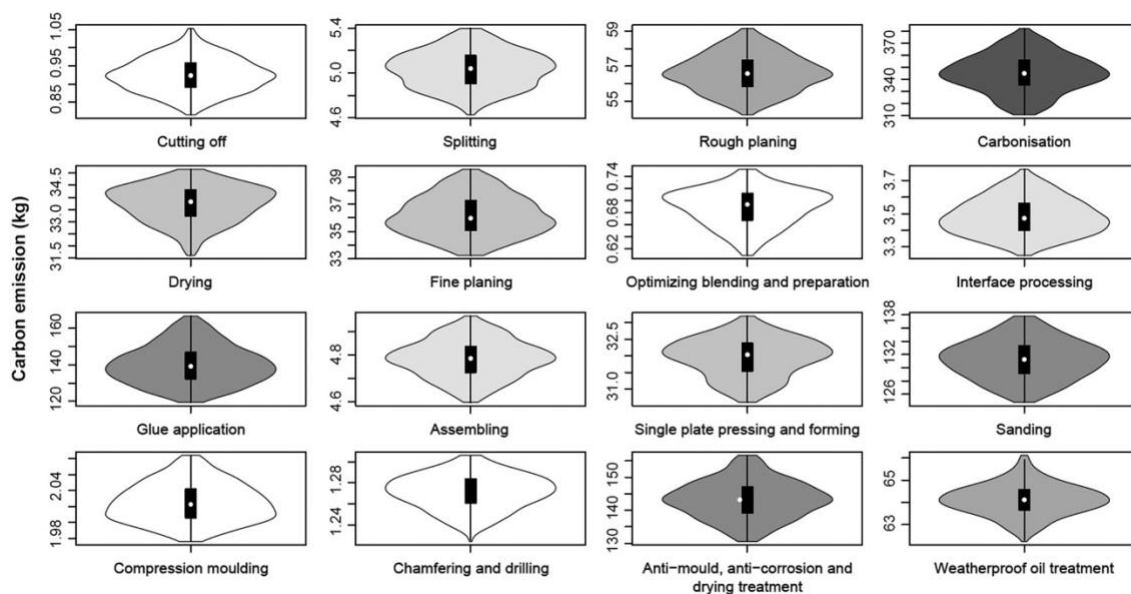 Carbon emission (kg)
0.85 0.95 1.05
Cutting off
4.6 5.0 5.4
Splitting
55 57 59
Rough planing
310 340 370
Carbonisation
31.5 33.5 34.5
Drying
33 35 37 39
Fine planing
0.62 0.68 0.74
Optimizing blending and preparation
3.3 3.5 3.7
Interface processing
120 140 160
Glue application
4.6 4.8
Assembling
31.0 32.5
Single plate pressing and forming
126 132 138
Sanding
1.98 2.04
Compression moulding
1.24 1.28
Chamfering and drilling
130 140 150
Anti−mould, anti−corrosion and
drying treatment
63 65
Weatherproof oil treatment